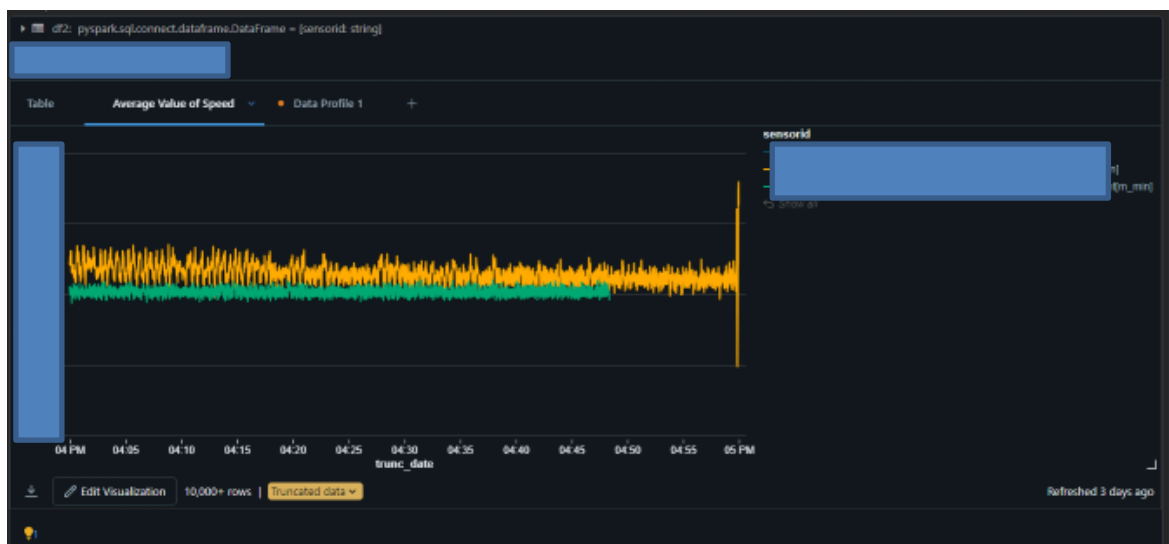 df2: pyspark.sql.connect.dataframe.DataFrame = [sensorid: string]
Table Average Value of Speed Data Profile 1 +
sensorid
[m_min]
Show all
04 PM 04:05 04:10 04:15 04:20 04:25 04:30 04:35 04:40 04:45 04:50 04:55 05 PM
trunc_date
Edit Visualization 10,000+ rows | Truncated data Refreshed 3 days ago
1